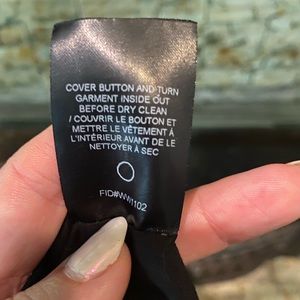 COVER BUTTON AND TURN
GARMENT INSIDE OUT
BEFORE DRY CLEAN
/ COUVRIR LE BOUTON ET
METTRE LE VÊTEMENT À
L'INTÉRIEUR AVANT DE
NETTOYER À SEC